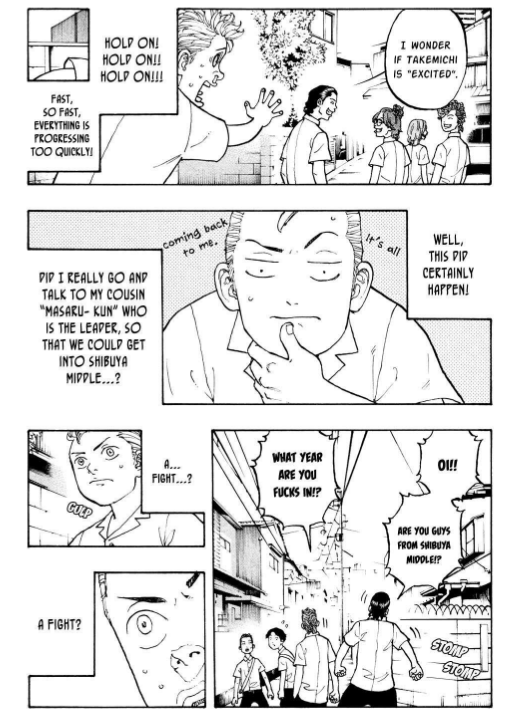 HOLD ON!
HOLD ON!!
HOLD ON!!!
FAST,
SO FAST,
EVERYTHING IS
PROGRESSING
TOO QUICKLY!
I WONDER
IF TAKEMICHI
IS "EXCITED".
WELL,
THIS DID
CERTAINLY
HAPPEN!
It's all
coming back
to me.
DID I REALLY GO AND
TALK TO MY COUSIN
"MASARU- KUN" WHO
IS THE LEADER, SO
THAT WE COULD GET
INTO SHIBUYA
MIDDLE...?
A...
FIGHT...?
GULP
A FIGHT?
OI!!
WHAT YEAR
ARE YOU
FUCKS IN!?
ARE YOU GUYS
FROM SHIBUYA
MIDDLE!?
STOMP
STOMP